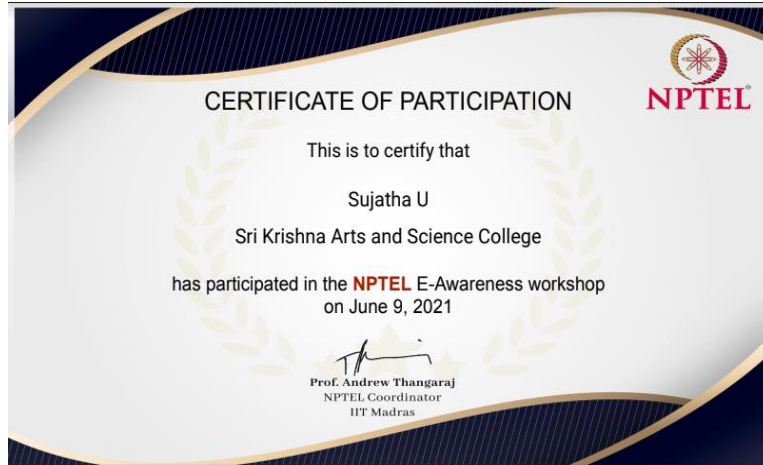 NPTEL
CERTIFICATE OF PARTICIPATION
This is to certify that
Sujatha U
Sri Krishna Arts and Science College
has participated in the NPTEL E-Awareness workshop
on June 9, 2021
Prof. Andrew Thangaraj
NPTEL Coordinator
IIT Madras